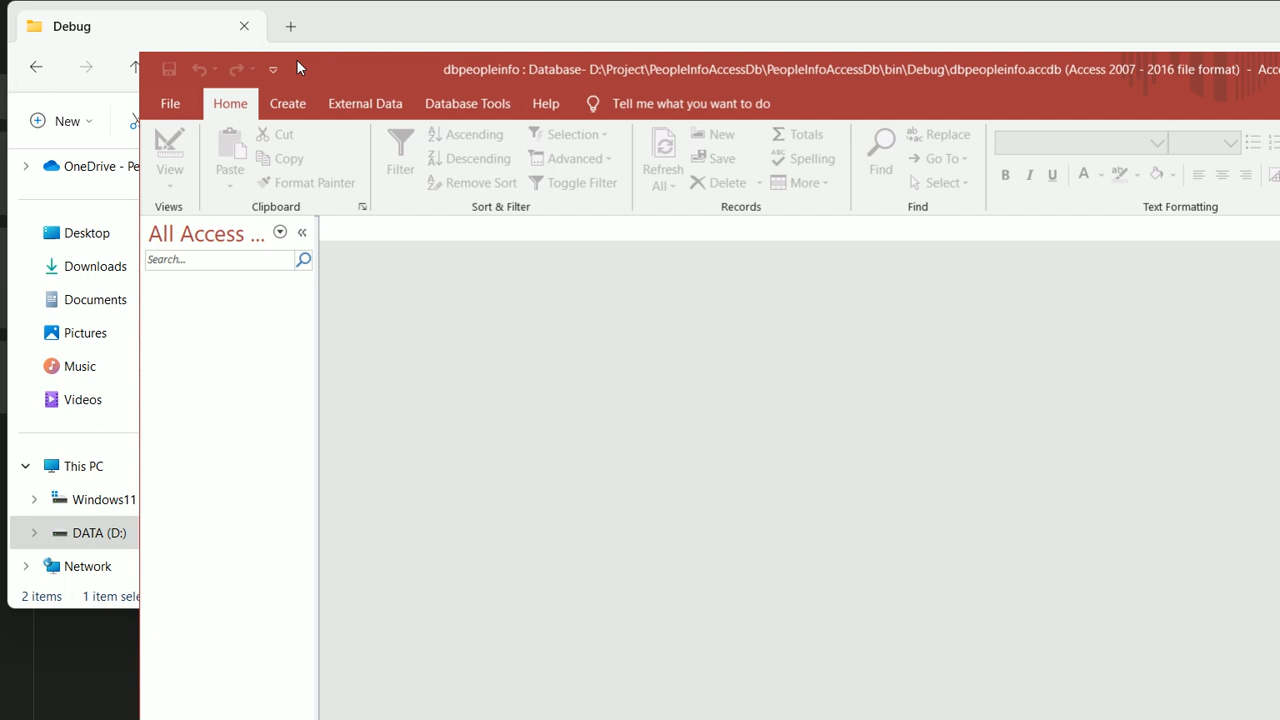 Debug
dbpeopleinfo : Database- D:\Project\PeopleInfoAccessDb\PeopleInfoAccessDb\bin\Debug\dbpeopleinfo.accdb (Access 2007 - 2016 file format) -
File Home Create External Data Database Tools Help Tell me what you want to do
New
View
Paste
Cut
Copy
Format Painter
Filter
Ascending
Descending
Remove Sort
Selection
Advanced
Toggle Filter
Refresh
All
New
Save
Delete
Totals
Spelling
More
Find
Replace
Go To
Select
B I U A
Views Clipboard Sort & Filter Records Find Text Formatting
All Access ...
Search...
OneDrive -
Desktop
Downloads
Documents
Pictures
Music
Videos
This PC
Windows11
DATA (D:)
Network
2 items 1 item